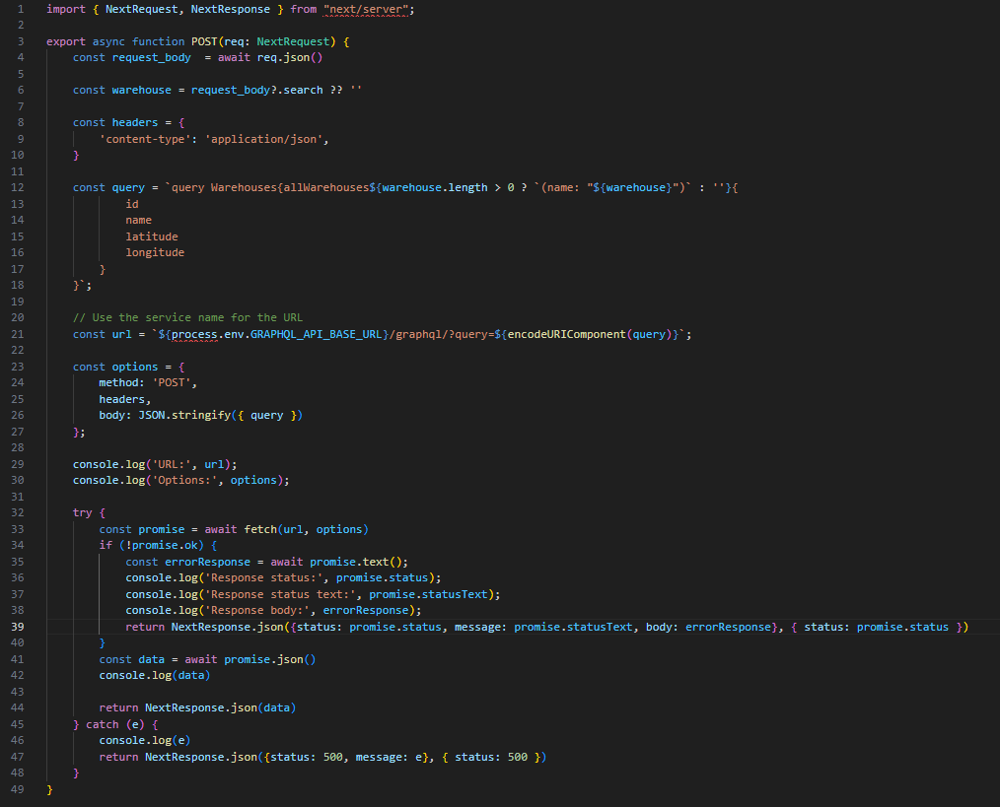 1 import { NextRequest, NextResponse } from "next/server";
2
3 export async function POST(req: NextRequest) {
4     const request_body  = await req.json()
5
6     const warehouse = request_body?.search ?? ''
7
8     const headers = {
9         'content-type': 'application/json',
10     }
11
12     const query = `query Warehouses{allWarehouses${warehouse.length > 0 ? `(name: "${warehouse}")` : ''}{
13             id
14             name
15             latitude
16             longitude
17         }
18     }`;
19
20     // Use the service name for the URL
21     const url = `${process.env.GRAPHQL_API_BASE_URL}/graphql/?query=${encodeURIComponent(query)}`;
22
23     const options = {
24         method: 'POST',
25         headers,
26         body: JSON.stringify({ query })
27     };
28
29     console.log('URL:', url);
30     console.log('Options:', options);
31
32     try {
33         const promise = await fetch(url, options)
34         if (!promise.ok) {
35             const errorResponse = await promise.text();
36             console.log('Response status:', promise.status);
37             console.log('Response status text:', promise.statusText);
38             console.log('Response body:', errorResponse);
39             return NextResponse.json({status: promise.status, message: promise.statusText, body: errorResponse}, { status: promise.status })
40         }
41         const data = await promise.json()
42         console.log(data)
43
44         return NextResponse.json(data)
45     } catch (e) {
46         console.log(e)
47         return NextResponse.json({status: 500, message: e}, { status: 500 })
48     }
49 }